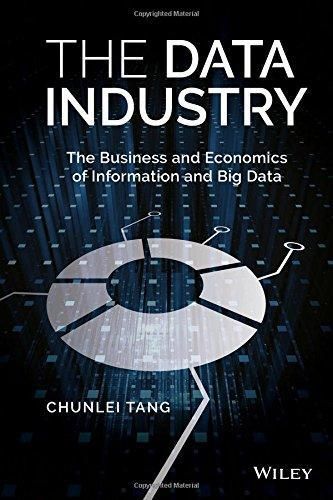 THE DATA
INDUSTRY
The Business and Economics
of Information and Big Data
CHUNLEI TANG
WILEY